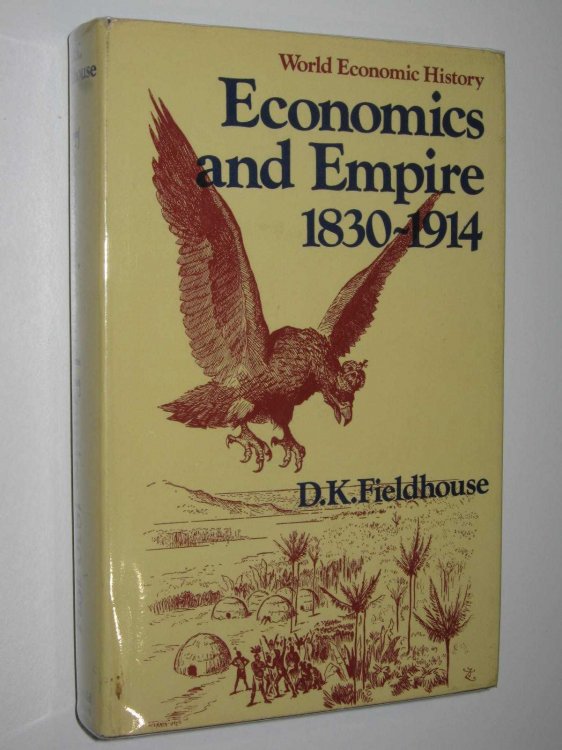 World Economic History
Economics
and Empire
1830~1914
D.K.Fieldhouse